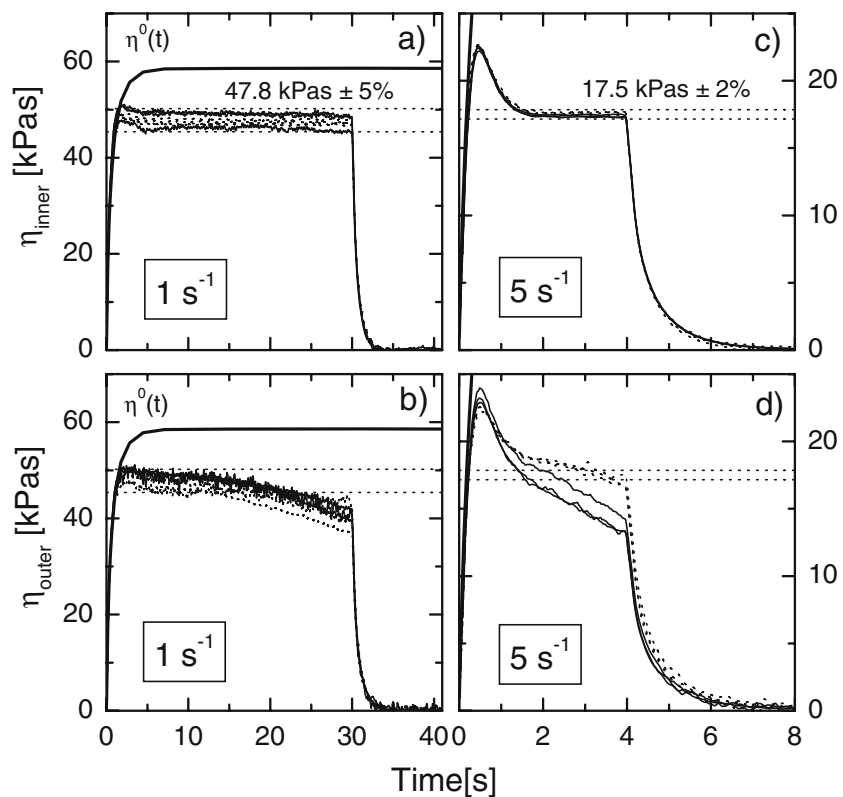 η⁰(t)
a)
47.8 kPas ± 5%
60
40
20
0
η_inner [kPas]
1 s⁻¹
c)
17.5 kPas ± 2%
20
10
0
5 s⁻¹
η⁰(t)
b)
60
40
20
0
η_outer [kPas]
1 s⁻¹
0 10 20 30 40
d)
20
10
0
5 s⁻¹
0 2 4 6 8
Time[s]